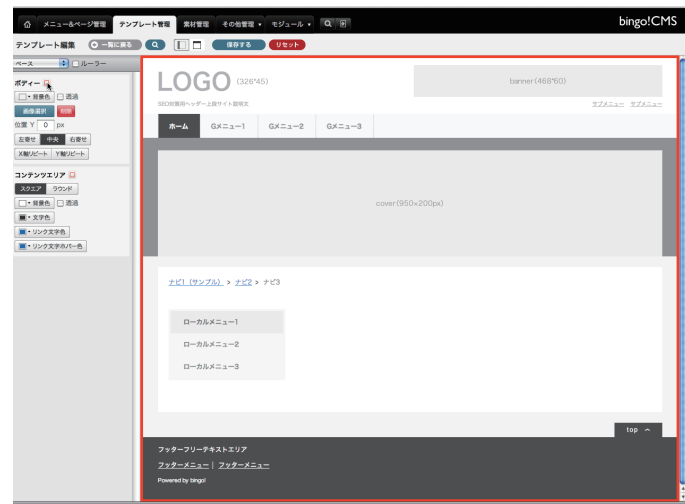 メニュー&ページ管理 テンプレート管理 素材管理 その他管理 ▾ モジュール ▾ bingo!CMS
テンプレート編集 一覧に戻る 保存する リセット
ベース ルーラー
ボディー
背景色 透過
画像選択 削除
位置 Y 0 px
左寄せ 中央 右寄せ
X軸リピート Y軸リピート
コンテンツエリア
スクエア ラウンド
背景色 透過
文字色
リンク文字色
リンク文字ホバー色
LOGO (326*45) banner(468*60)
SEO対策用ヘッダー上段サイト説明文 サブメニュー サブメニュー
ホーム Gメニュー1 Gメニュー2 Gメニュー3
cover(950×200px)
ナビ1（サンプル） > ナビ2 > ナビ3
ローカルメニュー1
ローカルメニュー2
ローカルメニュー3
top
フッターフリーテキストエリア
フッターメニュー | フッターメニュー
Powered by bingo!